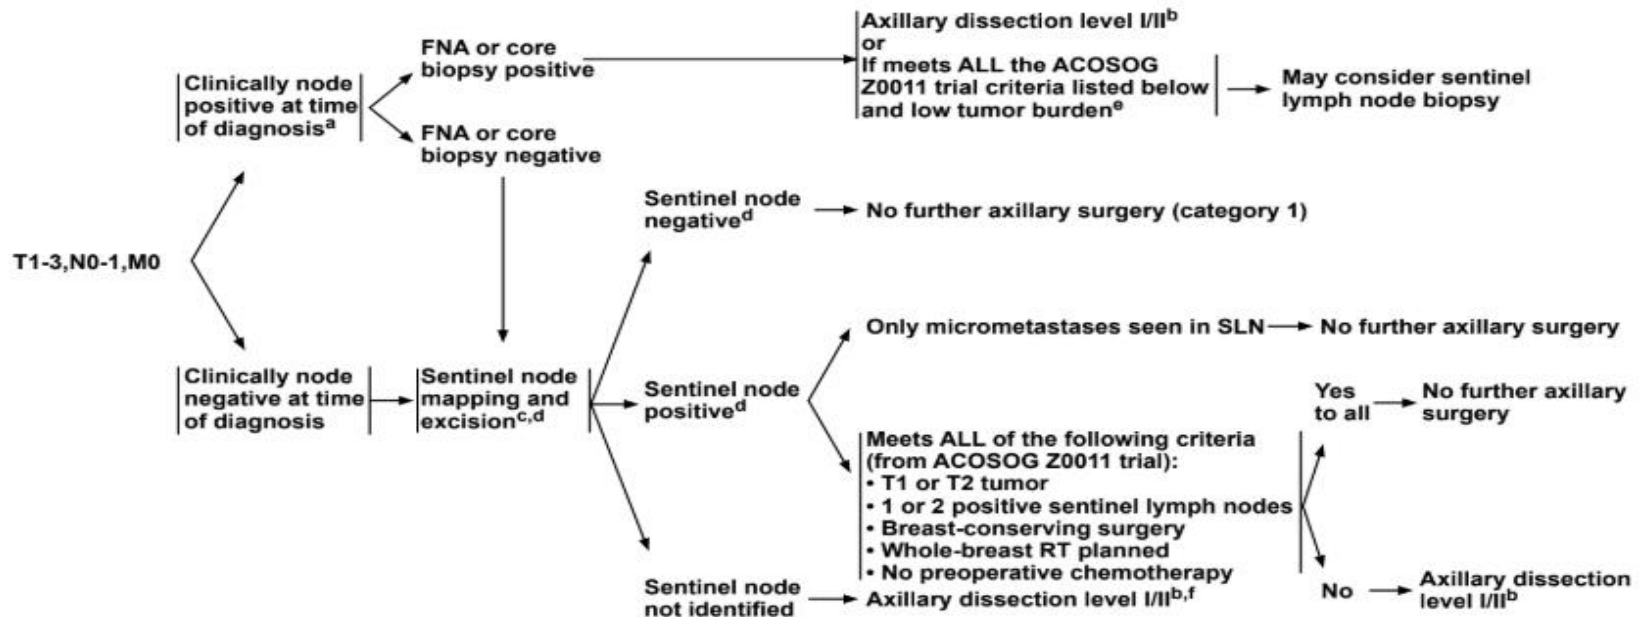 T1-3,N0-1,M0
Clinically node
positive at time
of diagnosisa
FNA or core
biopsy positive
Axillary dissection level I/IIb
or
If meets ALL the ACOSOG
Z0011 trial criteria listed below
and low tumor burdene
May consider sentinel
lymph node biopsy
FNA or core
biopsy negative
Clinically node
negative at time
of diagnosis
Sentinel node
mapping and
excisionc,d
Sentinel node
negatived
No further axillary surgery (category 1)
Sentinel node
positived
Only micrometastases seen in SLN
No further axillary surgery
Meets ALL of the following criteria
(from ACOSOG Z0011 trial):
• T1 or T2 tumor
• 1 or 2 positive sentinel lymph nodes
• Breast-conserving surgery
• Whole-breast RT planned
• No preoperative chemotherapy
Yes
to all
No further axillary
surgery
No
Axillary dissection
level I/IIb
Sentinel node
not identified
Axillary dissection level I/IIb,f